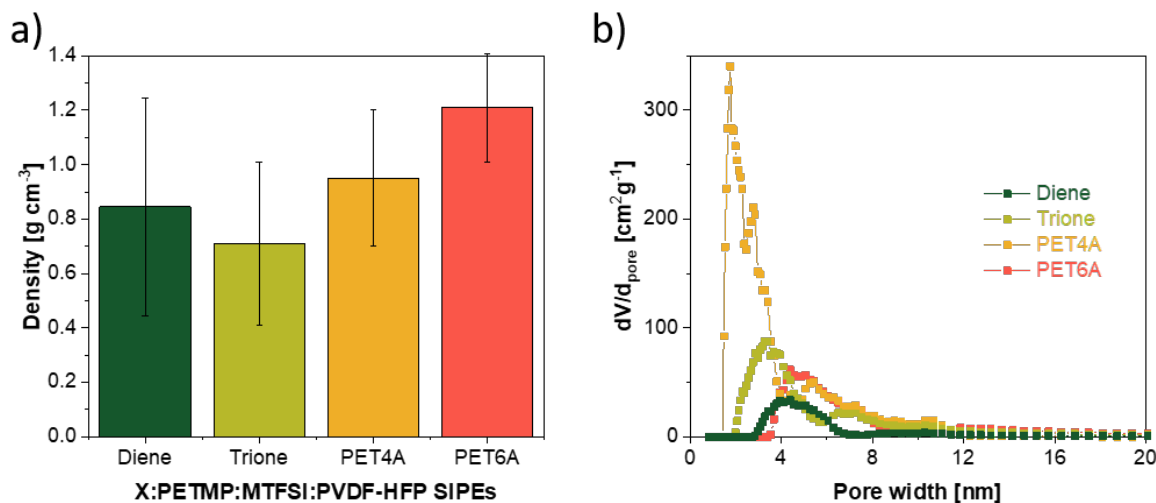 a)
Density [g cm-3]
1.4
1.2
1.0
0.8
0.6
0.4
0.2
0.0
Diene Trione PET4A PET6A
X:PETMP:MTFSI:PVDF-HFP SIPEs
b)
dV/dpore [cm2g-1]
300
200
100
0
Diene
Trione
PET4A
PET6A
0 4 8 12 16 20
Pore width [nm]